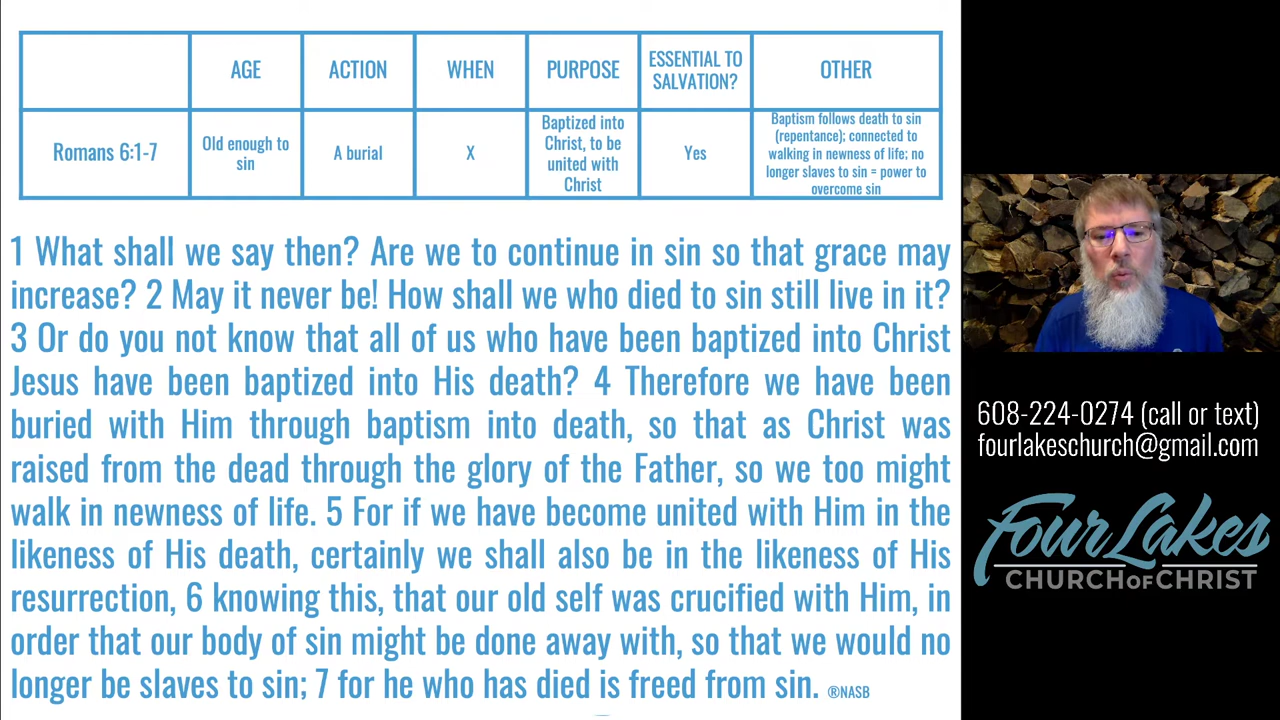 AGE
ACTION
WHEN
PURPOSE
ESSENTIAL TO
SALVATION?
OTHER
Romans 6:1-7
Old enough to
sin
A burial
X
Baptized into
Christ, to be
united with
Christ
Yes
Baptism follows death to sin
(repentance); connected to
walking in newness of life; no
longer slaves to sin = power to
overcome sin
1 What shall we say then? Are we to continue in sin so that grace may
increase? 2 May it never be! How shall we who died to sin still live in it?
3 Or do you not know that all of us who have been baptized into Christ
Jesus have been baptized into His death? 4 Therefore we have been
buried with Him through baptism into death, so that as Christ was
raised from the dead through the glory of the Father, so we too might
walk in newness of life. 5 For if we have become united with Him in the
likeness of His death, certainly we shall also be in the likeness of His
resurrection, 6 knowing this, that our old self was crucified with Him, in
order that our body of sin might be done away with, so that we would no
longer be slaves to sin; 7 for he who has died is freed from sin. ®NASB
608-224-0274 (call or text)
fourlakeschurch@gmail.com
Four Lakes
CHURCH OF CHRIST